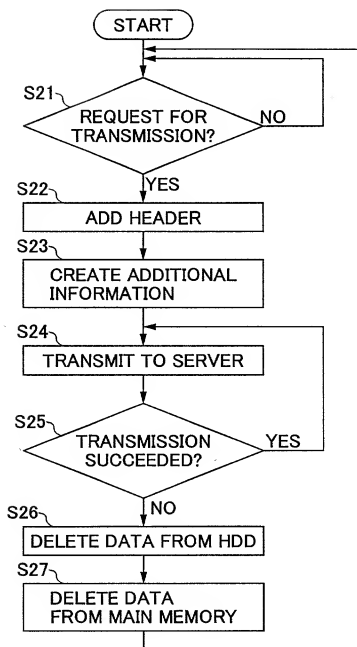 START
S21
REQUEST FOR
TRANSMISSION?
NO
YES
S22
ADD HEADER
S23
CREATE ADDITIONAL
INFORMATION
S24
TRANSMIT TO SERVER
S25
TRANSMISSION
SUCCEEDED?
YES
NO
S26
DELETE DATA FROM HDD
S27
DELETE DATA
FROM MAIN MEMORY